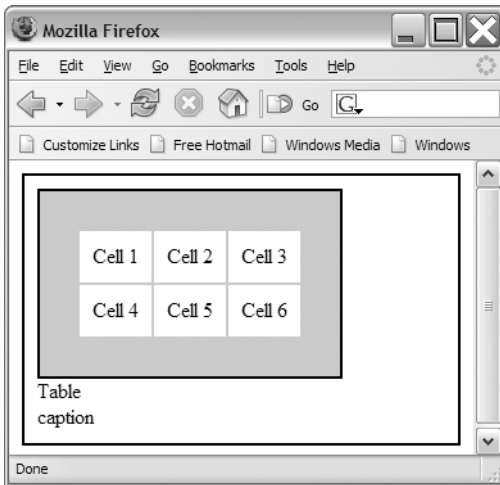 Mozilla Firefox
File Edit View Go Bookmarks Tools Help
Go G
Customize Links Free Hotmail Windows Media Windows
Cell 1 Cell 2 Cell 3
Cell 4 Cell 5 Cell 6
Table
caption
Done